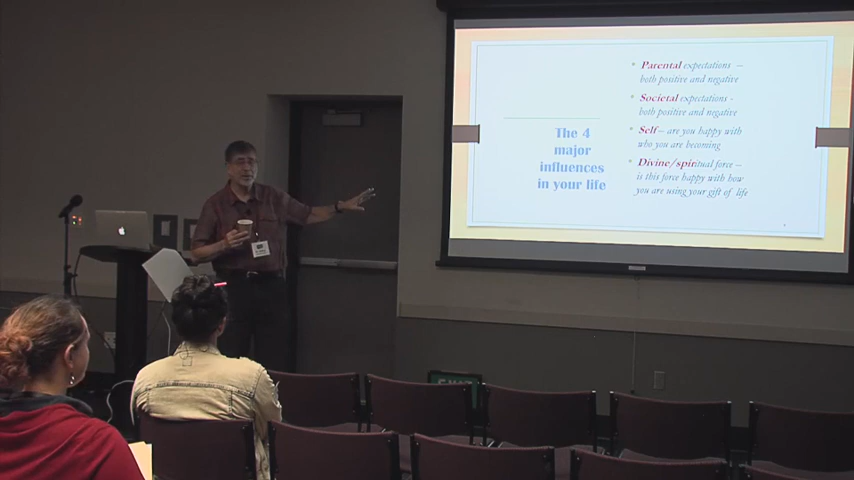 The 4
major
influences
in your life
• Parental expectations –
both positive and negative
• Societal expectations -
both positive and negative
• Self – are you happy with
who you are becoming
• Divine/spiritual force –
is this force happy with how
you are using your gift of life